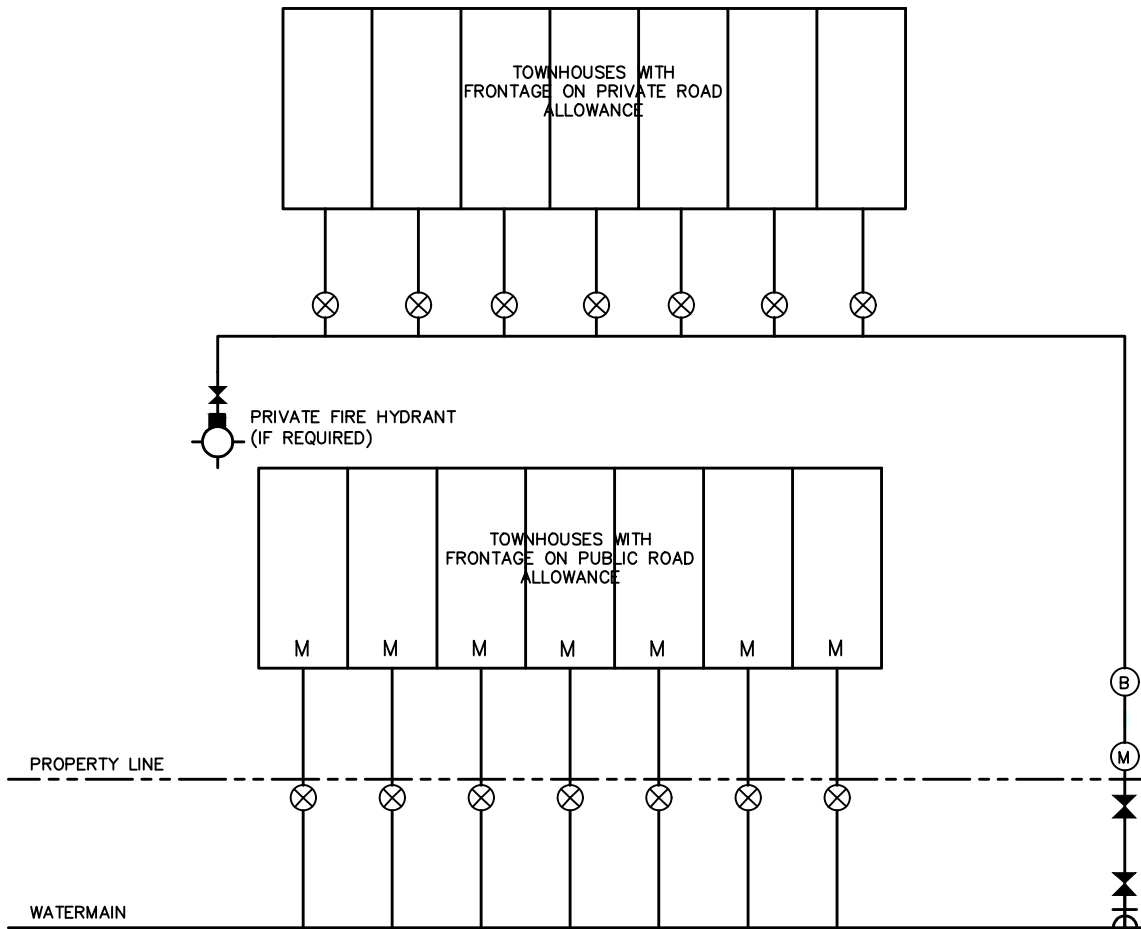 TOWNHOUSES WITH
FRONTAGE ON PRIVATE ROAD
ALLOWANCE
PRIVATE FIRE HYDRANT
(IF REQUIRED)
TOWNHOUSES WITH
FRONTAGE ON PUBLIC ROAD
ALLOWANCE
M M M M M M M
B
M
PROPERTY LINE
WATERMAIN